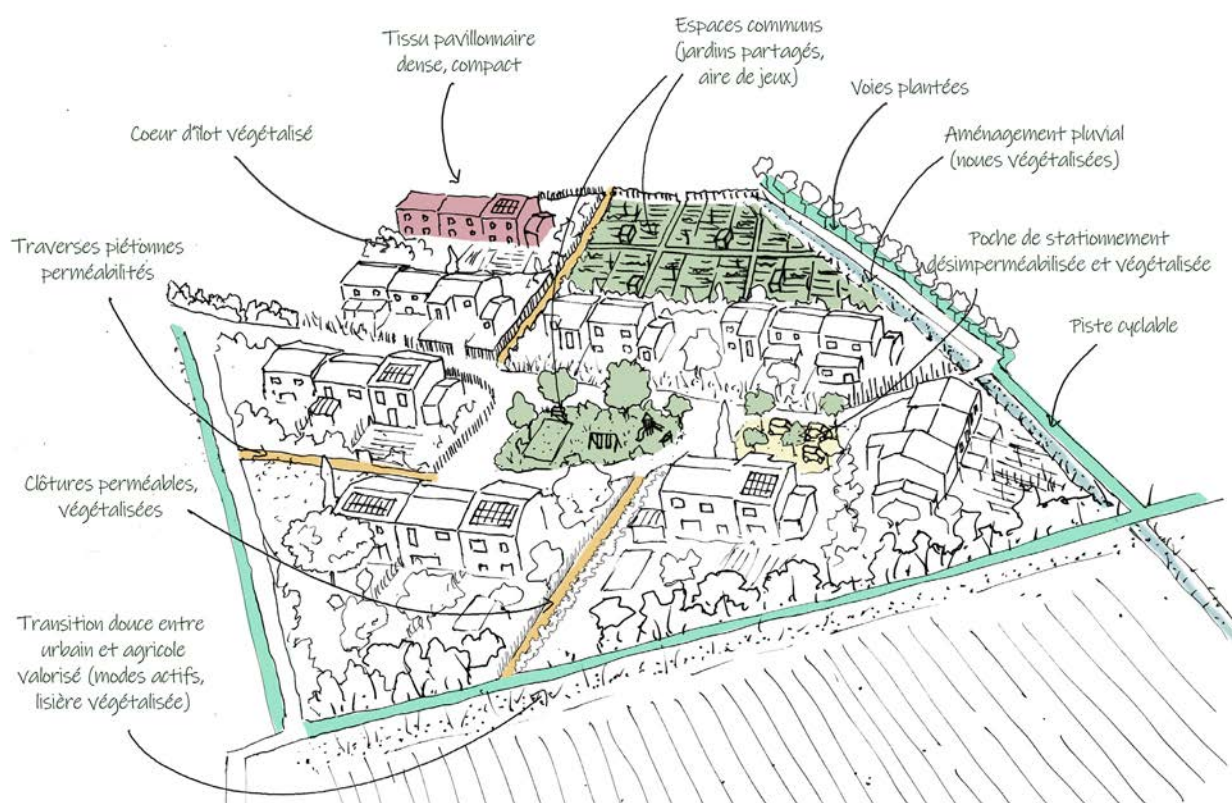 Tissu pavillonnaire
dense, compact
Espaces communs
(jardins partagés,
aire de jeux)
Voies plantées
Coeur d'îlot végétalisé
Aménagement pluvial
(noues végétalisées)
Traverses piétonnes
perméabilités
Poche de stationnement
désimperméabilisée et végétalisée
Piste cyclable
Clôtures perméables,
végétalisées
Transition douce entre
urbain et agricole
valorisé (modes actifs,
lisière végétalisée)